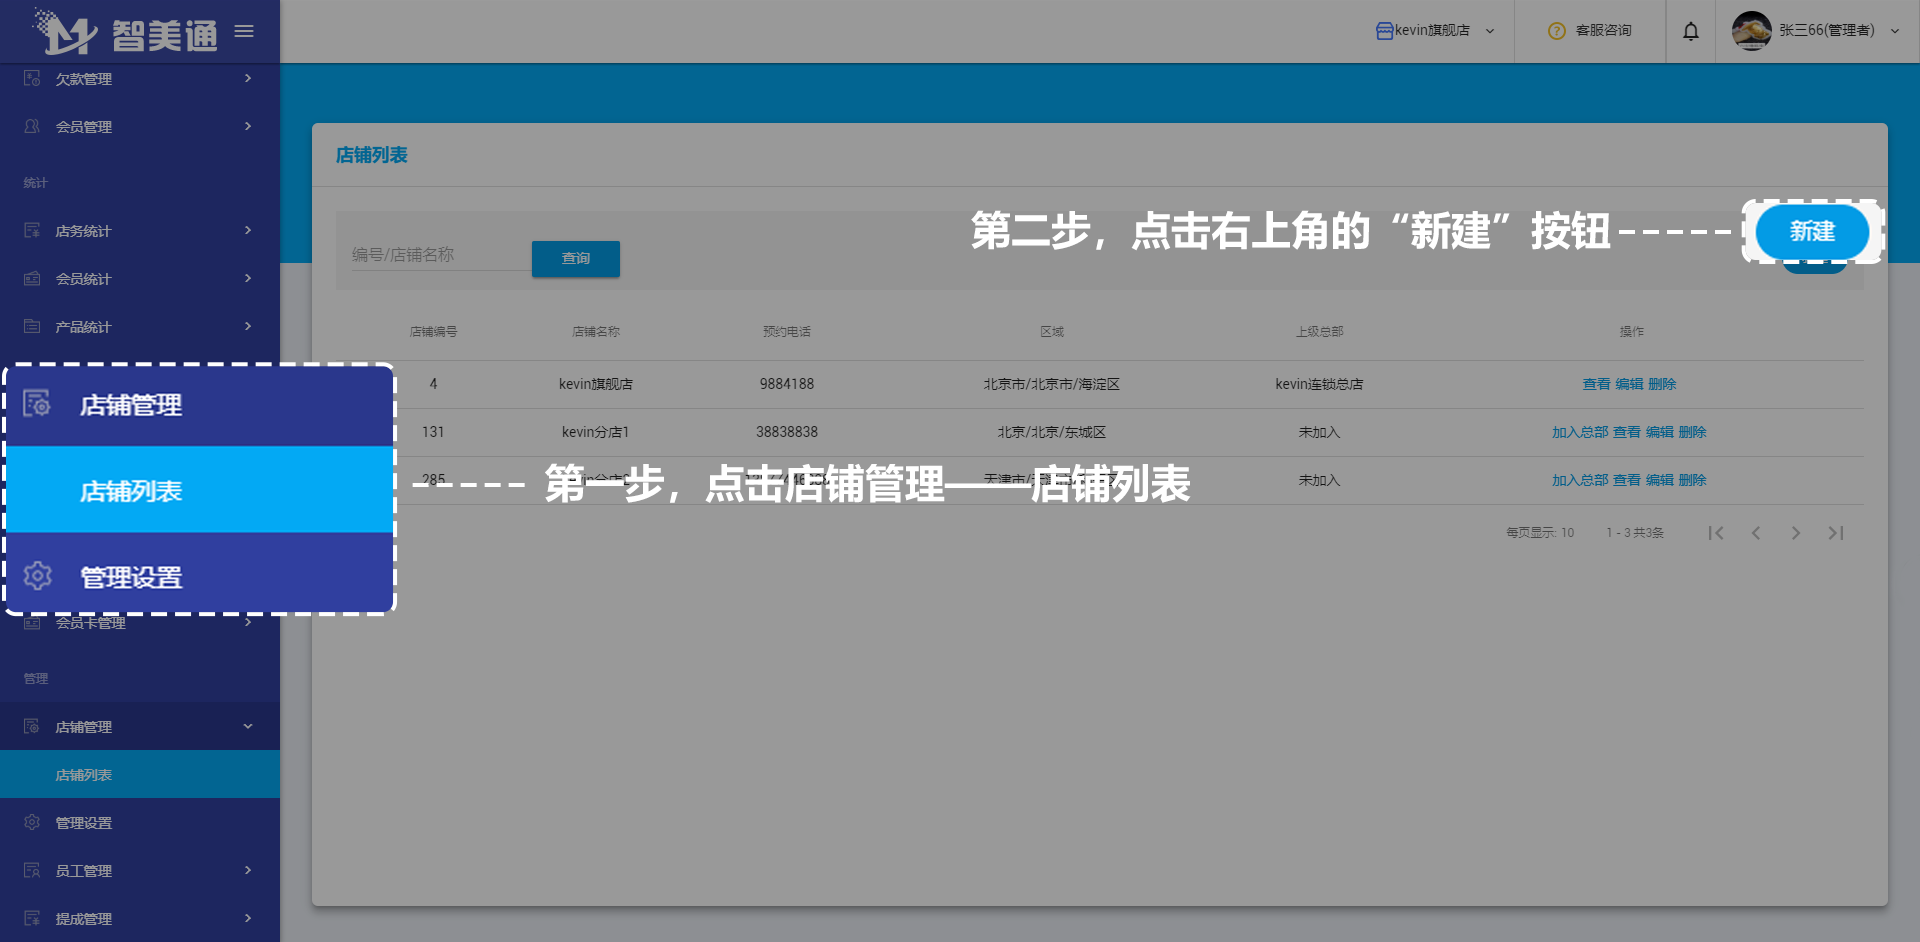 智美通
kevin旗舰店
客服咨询
张三66(管理者)
欠款管理
会员管理
统计
店务统计
会员统计
产品统计
店铺管理
店铺列表
管理设置
会员卡管理
管理
店铺管理
店铺列表
管理设置
员工管理
提成管理
店铺列表
编号/店铺名称
查询
第二步，点击右上角的“新建”按钮
新建
店铺编号 店铺名称 预约电话 区域 上级总部 操作
4 kevin旗舰店 9884188 北京市/北京市/海淀区 kevin连锁总店 查看 编辑 删除
131 kevin分店1 38838838 北京/北京/东城区 未加入 加入总部 查看 编辑 删除
285 未加入 加入总部 查看 编辑 删除
第一步，点击店铺管理——店铺列表
每页显示: 10 1 - 3 共3条